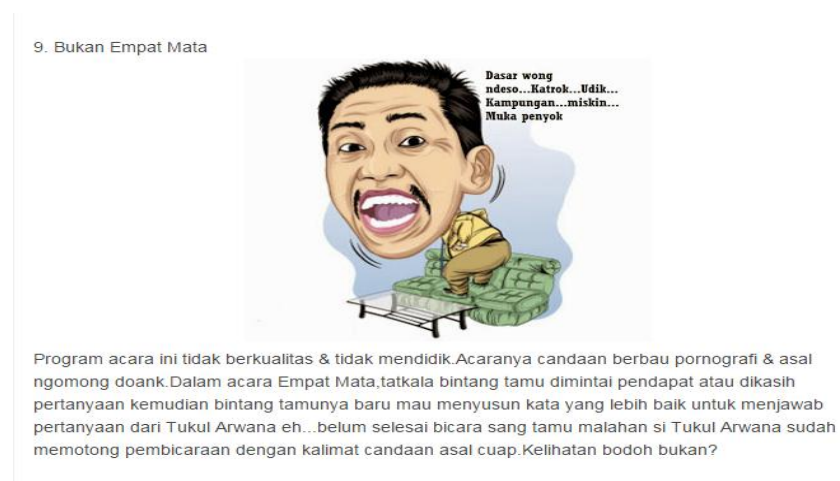 9. Bukan Empat Mata
Dasar wong
ndeso...Katrok...Udik...
Kampungan...miskin...
Muka penyok
Program acara ini tidak berkualitas & tidak mendidik.Acaranya candaan berbau pornografi & asal
ngomong doank.Dalam acara Empat Mata,tatkala bintang tamu dimintai pendapat atau dikasih
pertanyaan kemudian bintang tamunya baru mau menyusun kata yang lebih baik untuk menjawab
pertanyaan dari Tukul Arwana eh...belum selesai bicara sang tamu malahan si Tukul Arwana sudah
memotong pembicaraan dengan kalimat candaan asal cuap.Kelihatan bodoh bukan?